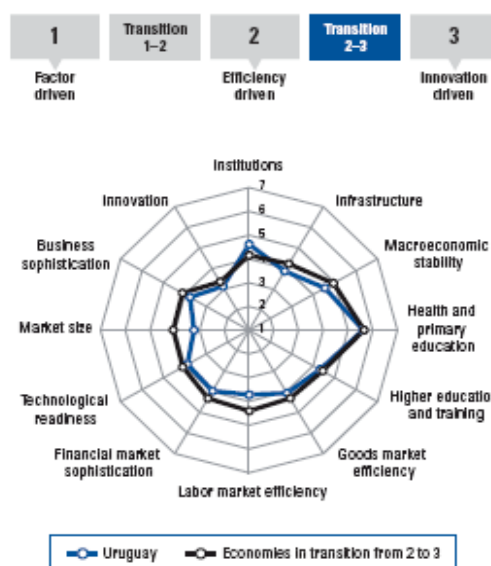 1
Transition
1–2
2
Transition
2–3
3
Factor
driven
Efficiency
driven
Innovation
driven
Institutions
Innovation
Infrastructure
Business
sophistication
Macroeconomic
stability
Market size
Health and
primary
education
Technological
readiness
Higher educatio
and training
Financial market
sophistication
Goods market
efficiency
Labor market efficiency
7
6
5
4
3
2
1
Uruguay
Economies in transition from 2 to 3